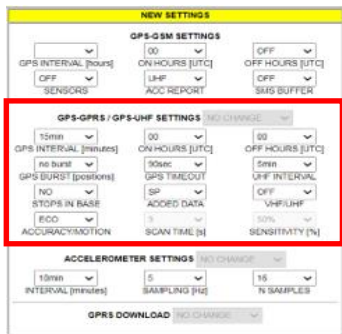 NEW SETTINGS
GPS-GSM SETTINGS
00 OFF
GPS INTERVAL [hours] ON HOURS [UTC] OFF HOURS [UTC]
OFF UHF OFF
SENSORS ACC REPORT SMS BUFFER
GPS-GPRS / GPS-UHF SETTINGS NO CHANGE
15min 00 00
GPS INTERVAL [minutes] ON HOURS [UTC] OFF HOURS [UTC]
no burst 90sec 5min
GPS BURST [positions] GPS TIMEOUT UHF INTERVAL
NO SP OFF
STOPS IN BASE ADDED DATA VHF/UHF
ECO 3 50%
ACCURACY/MOTION SCAN TIME [s] SENSITIVITY [%]
ACCELEROMETER SETTINGS NO CHANGE
10min 5 16
INTERVAL [minutes] SAMPLING [Hz] N SAMPLES
GPRS DOWNLOAD NO CHANGE